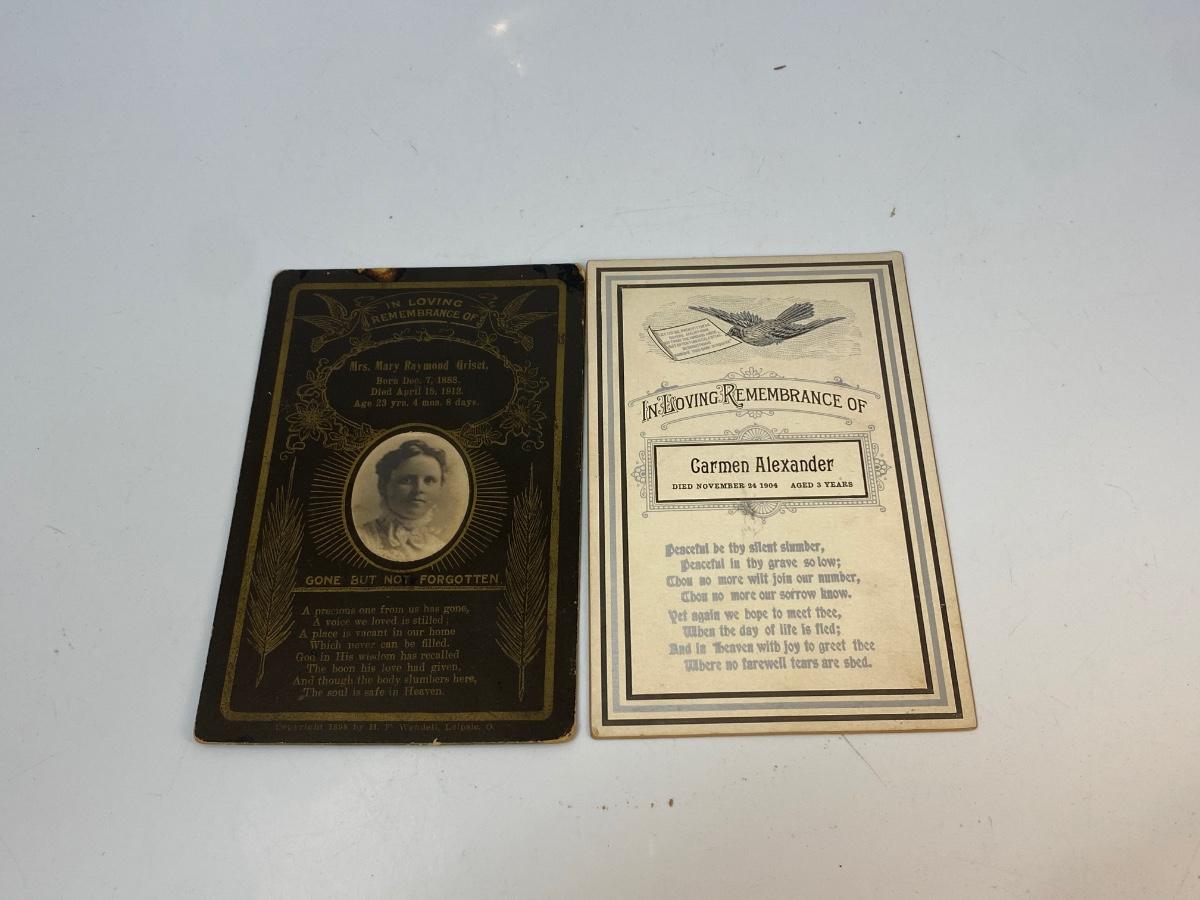 IN LOVING
REMEMBRANCE OF
Mrs. Mary Raymond Griset,
Born Dec. 7, 1888.
Died April 15, 1912.
Age 23 yrs. 4 mos. 8 days.
GONE BUT NOT FORGOTTEN.
A precious one from us has gone,
A voice we loved is stilled;
A place is vacant in our home
Which never can be filled.
God in His wisdom has recalled
The boon his love had given,
And though the body slumbers here,
The soul is safe in Heaven.
Copyright 1898 by H. F. Wendell, Leipsic, O.
IN LOVING REMEMBRANCE OF
Carmen Alexander
DIED NOVEMBER 24 1904 AGED 3 YEARS
Peaceful be thy silent slumber,
Peaceful in thy grave so low;
Thou no more wilt join our number,
Thou no more our sorrow know.
Yet again we hope to meet thee,
When the day of life is fled;
And in Heaven with joy to greet thee
Where no farewell tears are shed.